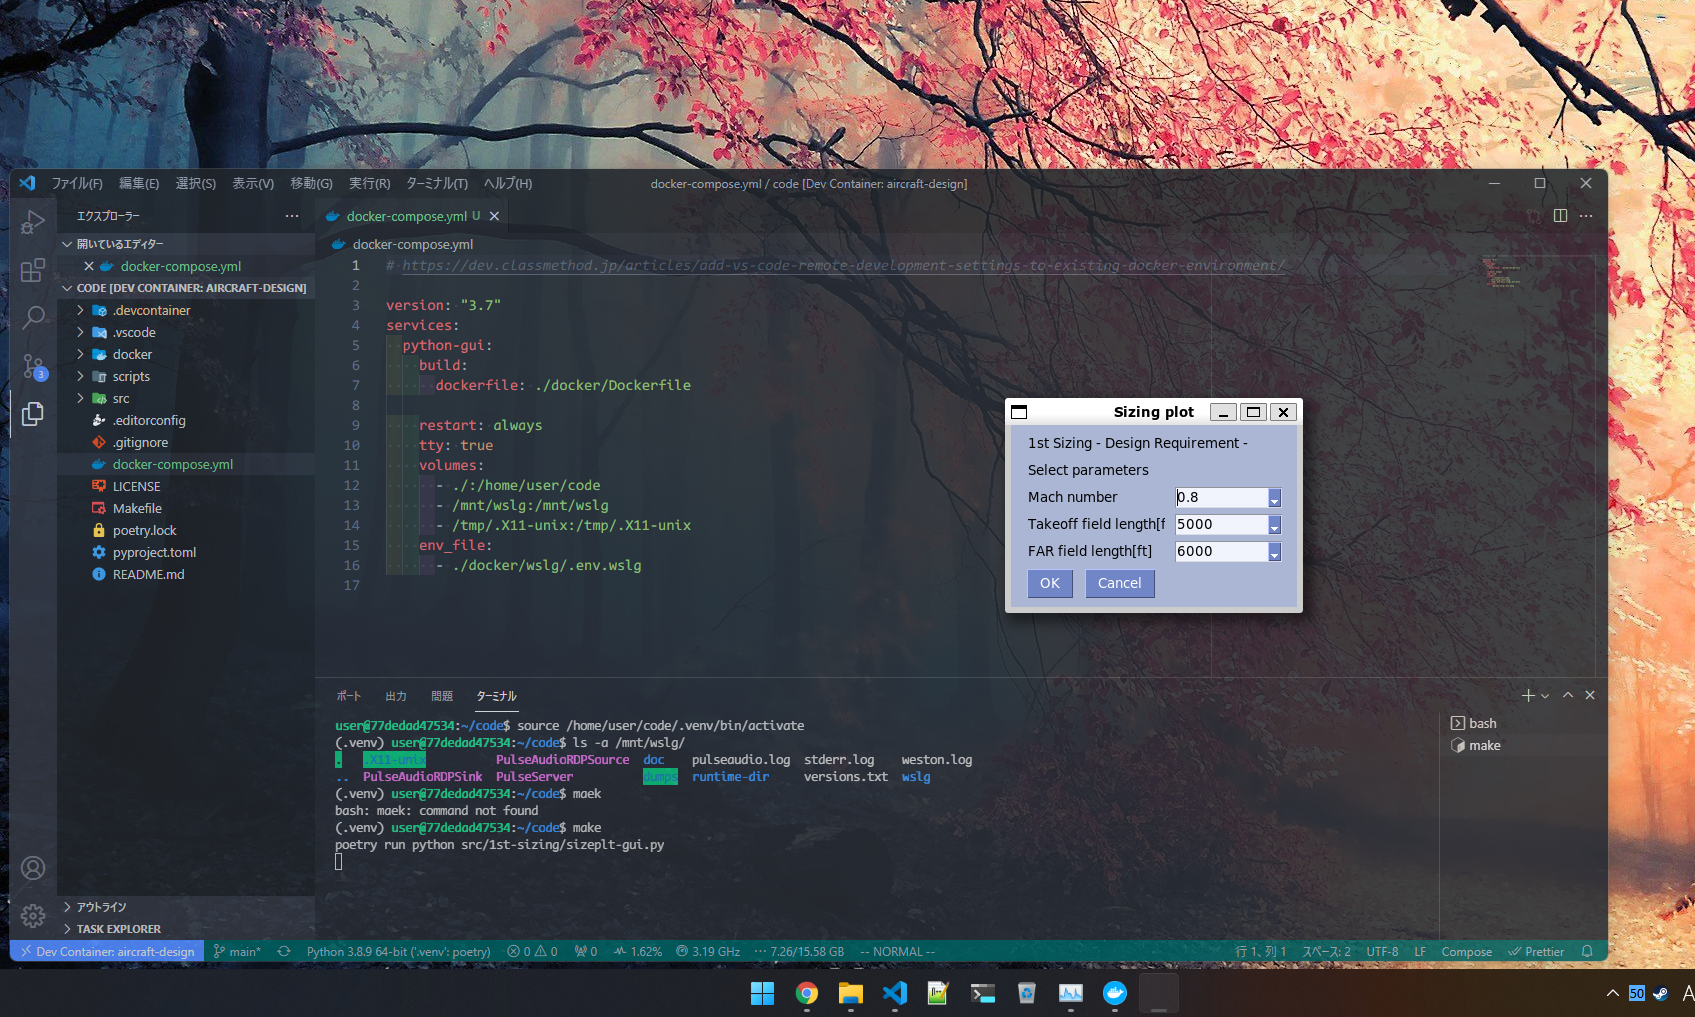 ファイル(F) 編集(E) 選択(S) 表示(V) 移動(G) 実行(R) ターミナル(T) ヘルプ(H) docker-compose.yml / code [Dev Container: aircraft-design]
エクスプローラー
docker-compose.yml U
開いているエディター
docker-compose.yml
docker-compose.yml
CODE [DEV CONTAINER: AIRCRAFT-DESIGN]
.devcontainer
.vscode
docker
scripts
src
.editorconfig
.gitignore
docker-compose.yml
LICENSE
Makefile
poetry.lock
pyproject.toml
README.md
アウトライン
TASK EXPLORER
3
1 # https://dev.classmethod.jp/articles/add-vs-code-remote-development-settings-to-existing-docker-environment/
2
3 version: "3.7"
4 services:
5 python-gui:
6 build:
7 dockerfile: ./docker/Dockerfile
8
9 restart: always
10 tty: true
11 volumes:
12 - ./:/home/user/code
13 - /mnt/wslg:/mnt/wslg
14 - /tmp/.X11-unix:/tmp/.X11-unix
15 env_file:
16 - ./docker/wslg/.env.wslg
17
Sizing plot
1st Sizing - Design Requirement -
Select parameters
Mach number 0.8
Takeoff field length[f 5000
FAR field length[ft] 6000
OK Cancel
ポート 出力 問題 ターミナル
user@77dedad47534:~/code$ source /home/user/code/.venv/bin/activate
(.venv) user@77dedad47534:~/code$ ls -a /mnt/wslg/
. .X11-unix PulseAudioRDPSource doc pulseaudio.log stderr.log weston.log
.. PulseAudioRDPSink PulseServer dumps runtime-dir versions.txt wslg
(.venv) user@77dedad47534:~/code$ maek
bash: maek: command not found
(.venv) user@77dedad47534:~/code$ make
poetry run python src/1st-sizing/sizeplt-gui.py
bash
make
Dev Container: aircraft-design main* Python 3.8.9 64-bit ('.venv': poetry) 0 0 0 1.62% 3.19 GHz 7.26/15.58 GB -- NORMAL -- 行 1、列 1 スペース: 2 UTF-8 LF Compose Prettier
50 A